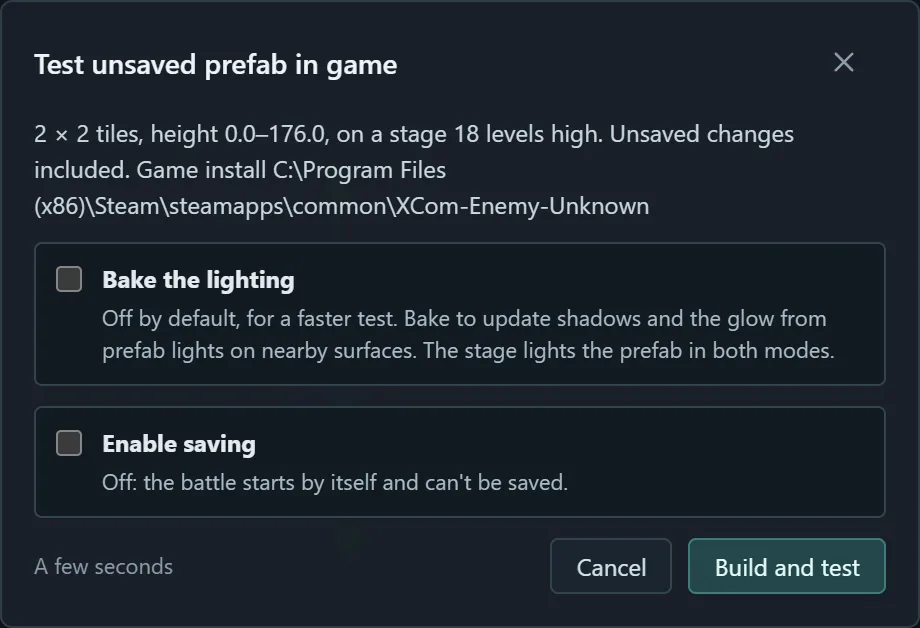 Test unsaved prefab in game
2 × 2 tiles, height 0.0–176.0, on a stage 18 levels high. Unsaved changes
included. Game install C:\Program Files
(x86)\Steam\steamapps\common\XCom-Enemy-Unknown
Bake the lighting
Off by default, for a faster test. Bake to update shadows and the glow from
prefab lights on nearby surfaces. The stage lights the prefab in both modes.
Enable saving
Off: the battle starts by itself and can't be saved.
A few seconds
Cancel
Build and test